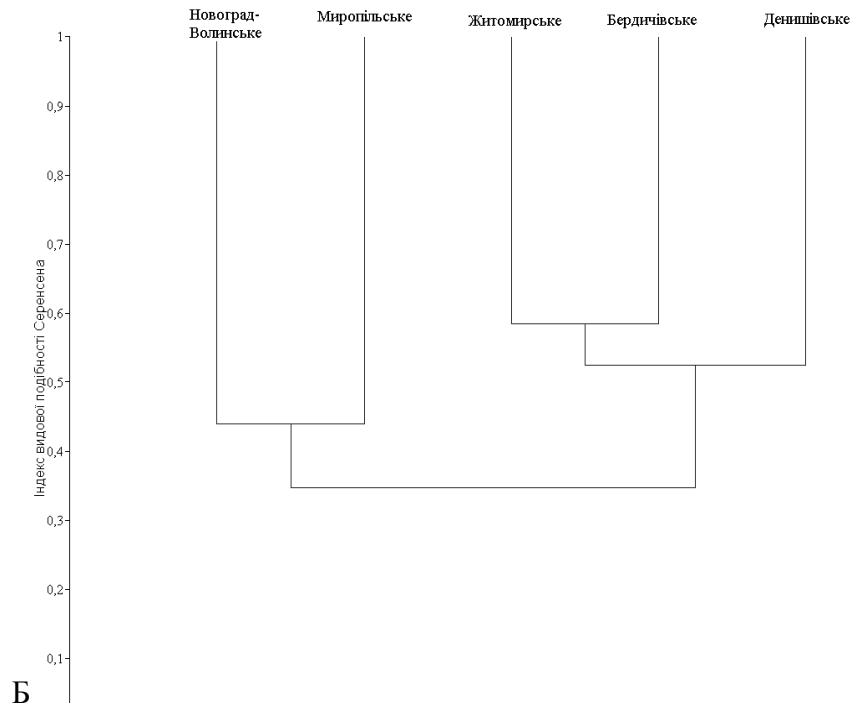 Новоград-
Волинське
Миропільське
Житомирське
Бердичівське
Денишівське
1
0,9
0,8
0,7
0,6
0,5
0,4
0,3
0,2
0,1
Індекс видової подібності Серенсена
Б